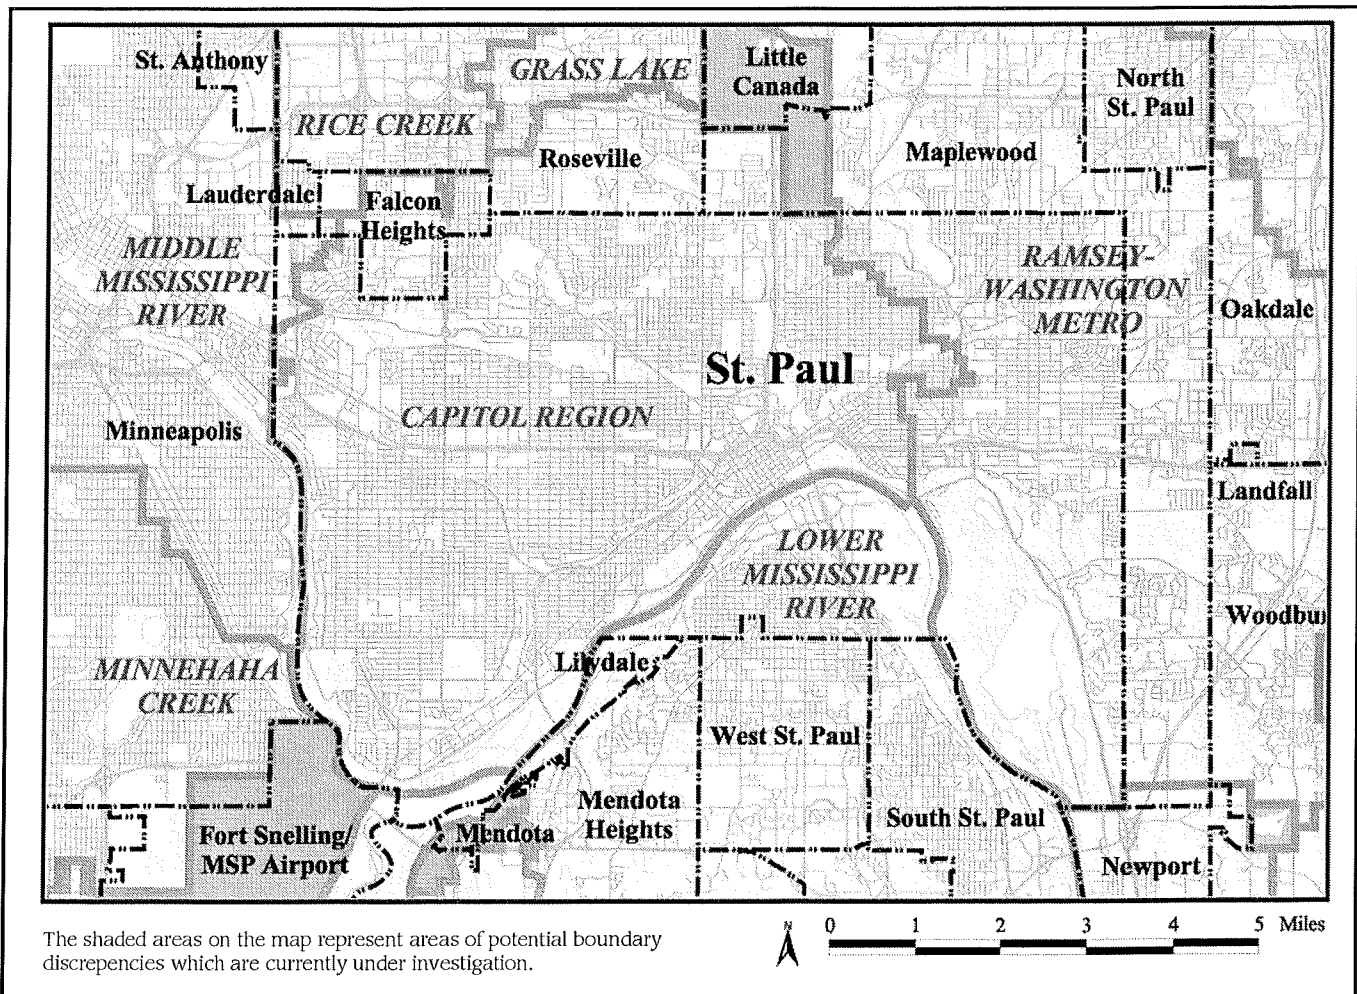 St. Anthony
GRASS LAKE
Little
Canada
North
St. Paul
RICE CREEK
Roseville
Maplewood
Lauderdale
Falcon
Heights
MIDDLE
MISSISSIPPI
RIVER
RAMSEY-
WASHINGTON
METRO
Oakdale
St. Paul
CAPITOL REGION
Minneapolis
Landfall
LOWER
MISSISSIPPI
RIVER
Woodbu
Lilydale
MINNEHAHA
CREEK
West St. Paul
Mendota
Heights
South St. Paul
Fort Snelling/
MSP Airport
Mendota
Newport
The shaded areas on the map represent areas of potential boundary
discrepencies which are currently under investigation.
N
0 1 2 3 4 5 Miles